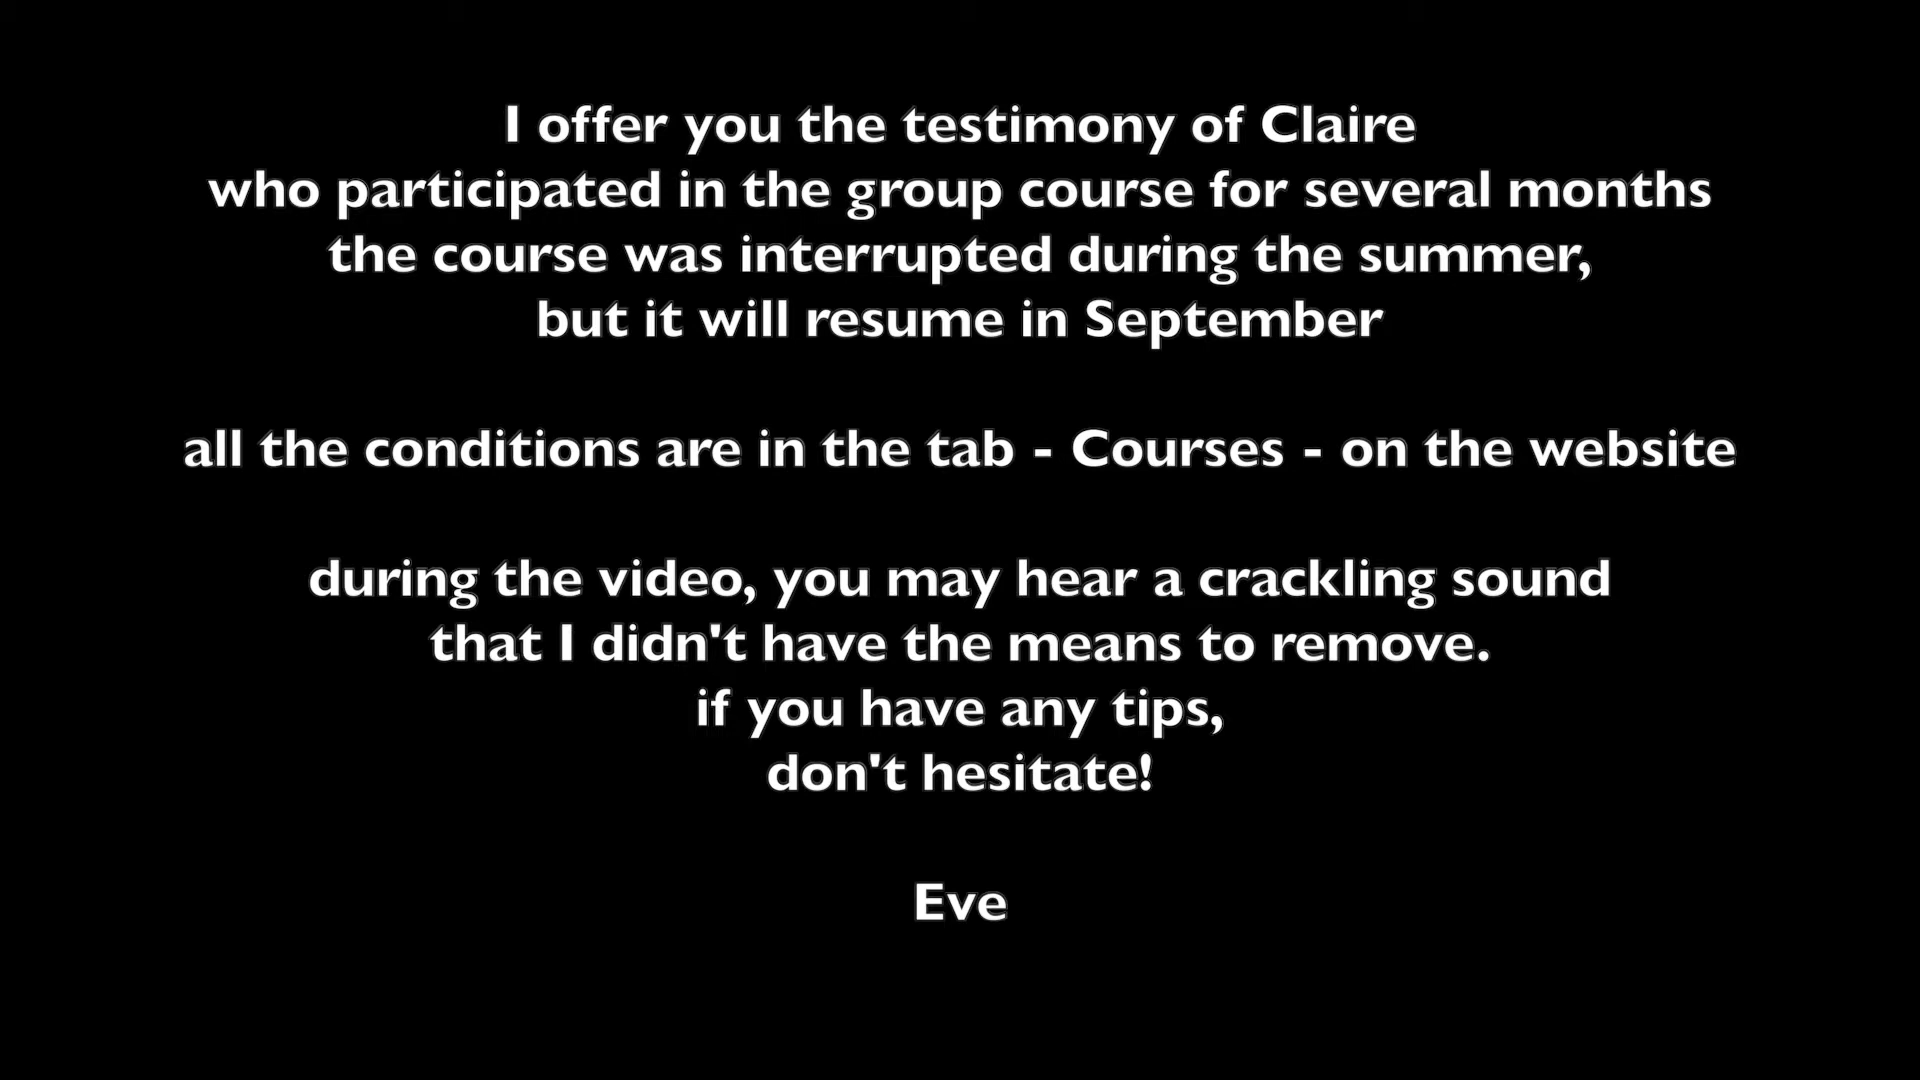 I offer you the testimony of Claire
who participated in the group course for several months
the course was interrupted during the summer,
but it will resume in September
all the conditions are in the tab - Courses - on the website
during the video, you may hear a crackling sound
that I didn't have the means to remove.
if you have any tips,
don't hesitate!
Eve